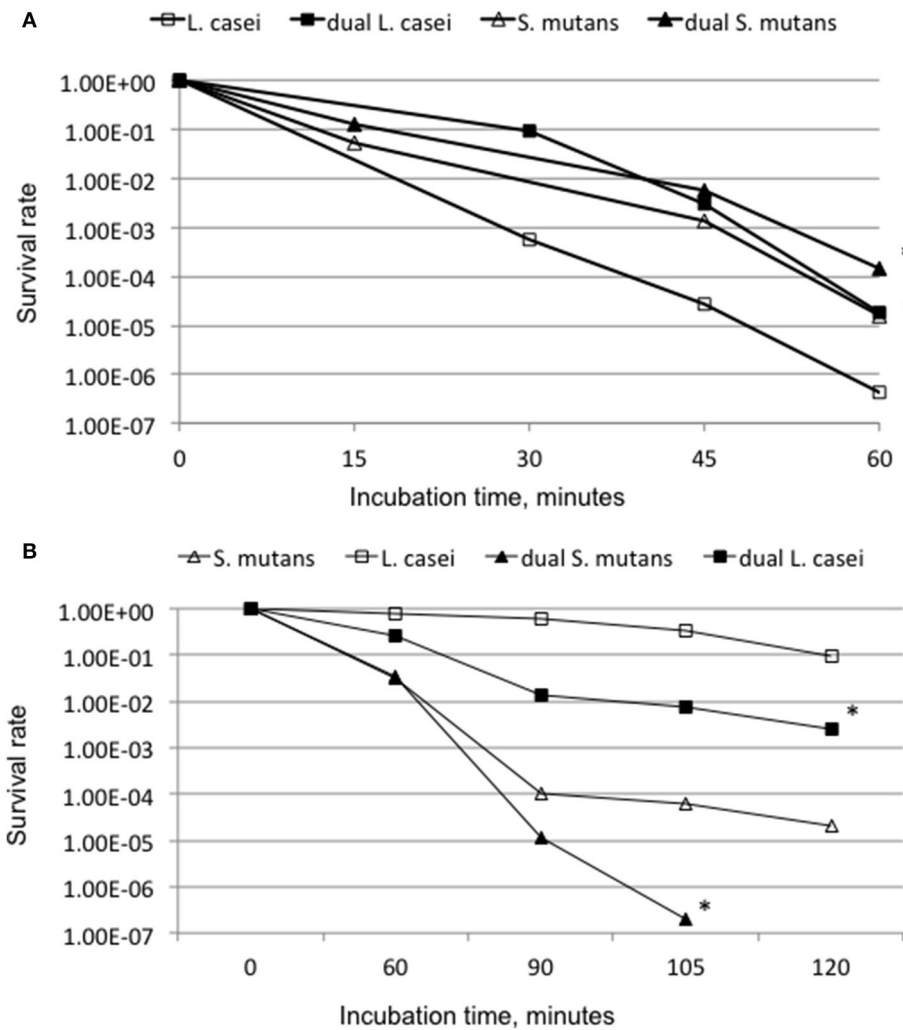 A
L. casei dual L. casei S. mutans dual S. mutans
1.00E+00
1.00E-01
1.00E-02
1.00E-03
1.00E-04
1.00E-05
1.00E-06
1.00E-07
Survival rate
*
0 15 30 45 60
Incubation time, minutes
B
S. mutans L. casei dual S. mutans dual L. casei
1.00E+00
1.00E-01
1.00E-02
1.00E-03
1.00E-04
1.00E-05
1.00E-06
1.00E-07
Survival rate
*
*
0 60 90 105 120
Incubation time, minutes